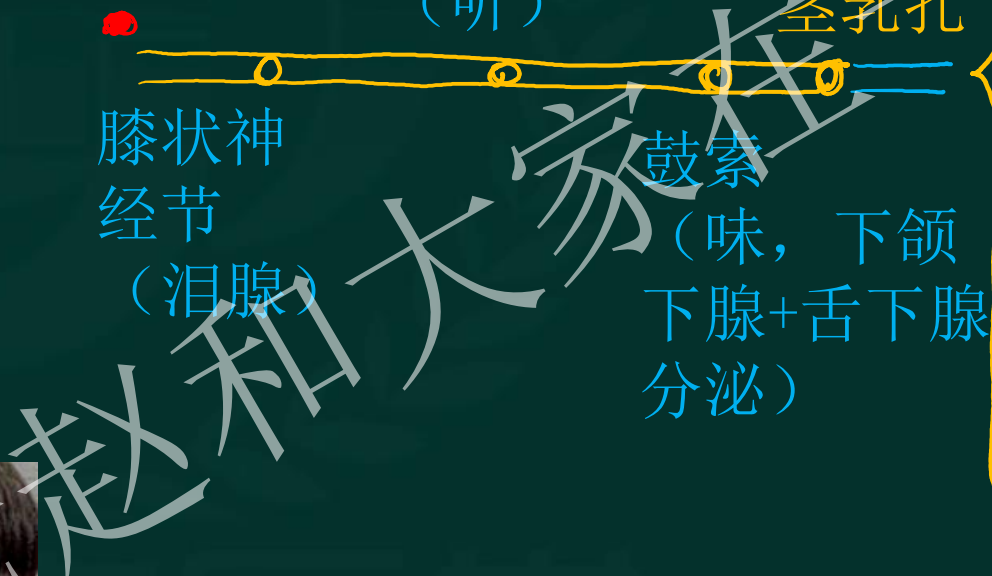 （听）
茎乳孔
膝状神
经节
（泪腺）
鼓索
（味，下颌
下腺+舌下腺
分泌）
赵和大家在